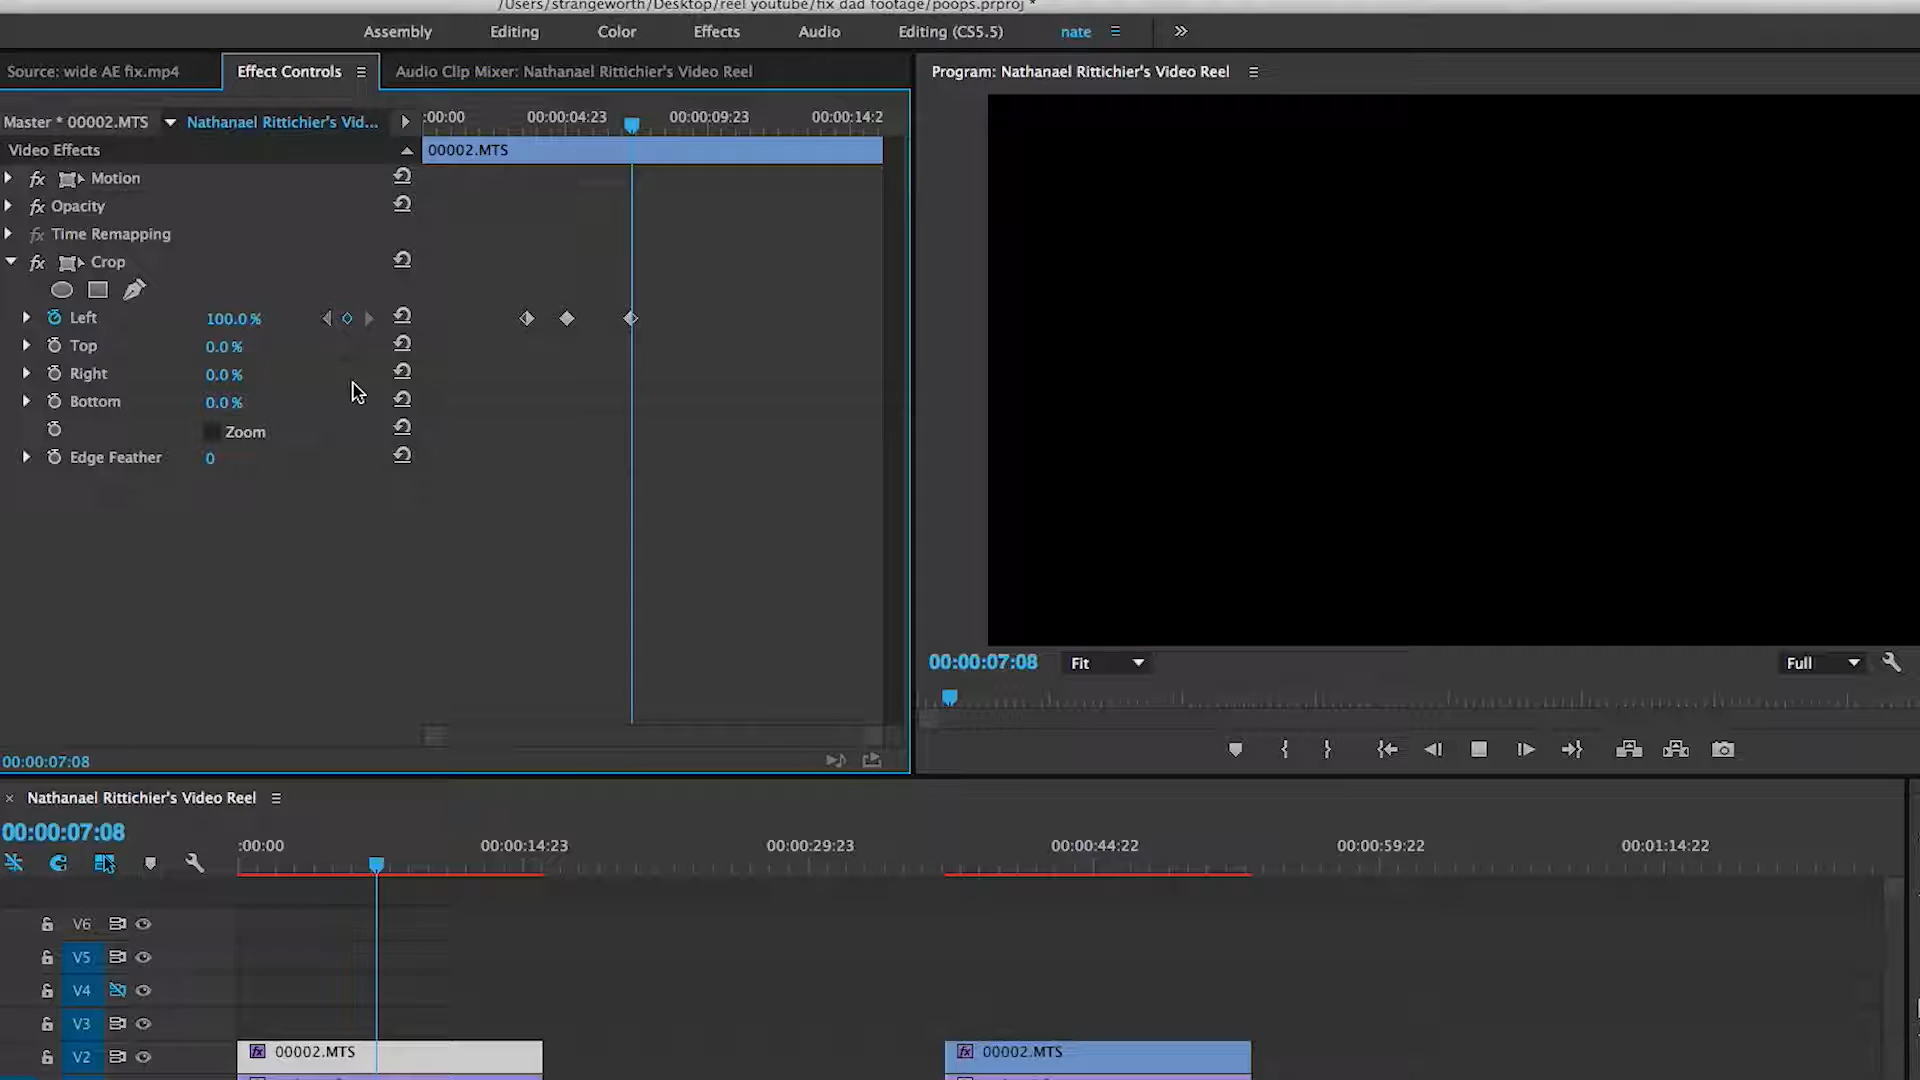 /Users/strangeworth/Desktop/reel youtube/fix dad footage/poops.prproj *
Assembly Editing Color Effects Audio Editing (CS5.5) nate
Source: wide AE fix.mp4 Effect Controls Audio Clip Mixer: Nathanael Rittichier's Video Reel Program: Nathanael Rittichier's Video Reel
Master * 00002.MTS Nathanael Rittichier's Vid... :00:00 00:00:04:23 00:00:09:23 00:00:14:2
Video Effects 00002.MTS
fx Motion
fx Opacity
fx Time Remapping
fx Crop
Left 100.0 %
Top 0.0 %
Right 0.0 %
Bottom 0.0 %
Zoom
Edge Feather 0
00:00:07:08 Fit Full
00:00:07:08
Nathanael Rittichier's Video Reel
00:00:07:08
:00:00 00:00:14:23 00:00:29:23 00:00:44:22 00:00:59:22 00:01:14:22
V6
V5
V4
V3
V2 fx 00002.MTS fx 00002.MTS